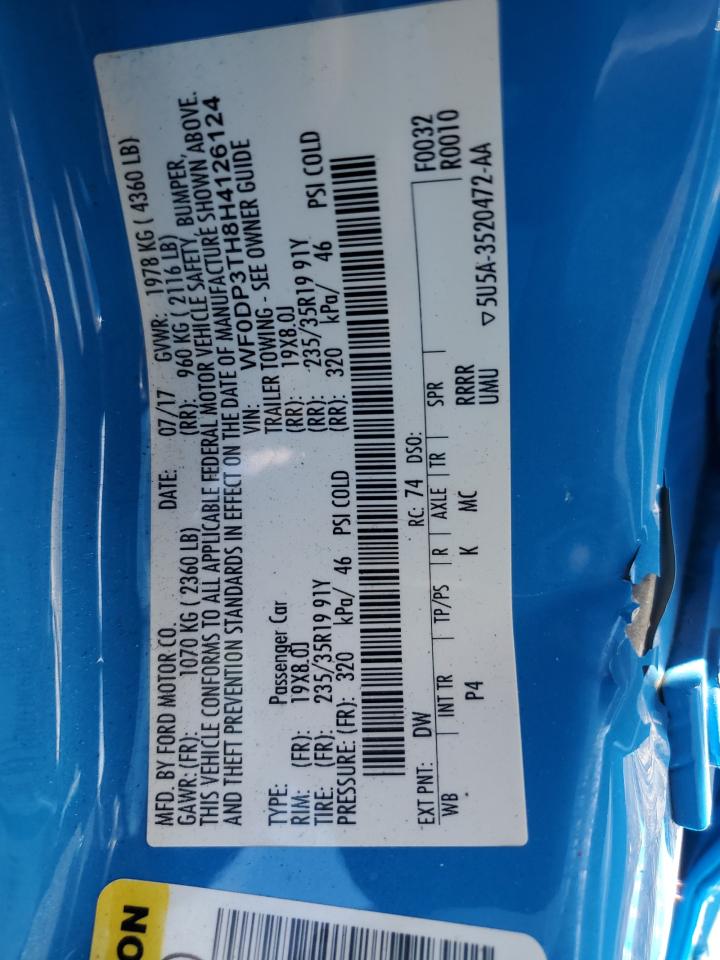 MFD. BY FORD MOTOR CO. DATE: 07/17 GVWR: 1978 KG ( 4360 LB)
GAWR: (FR): 1070 KG ( 2360 LB) (RR): 960 KG ( 2116 LB)
THIS VEHICLE CONFORMS TO ALL APPLICABLE FEDERAL MOTOR VEHICLE SAFETY, BUMPER,
AND THEFT PREVENTION STANDARDS IN EFFECT ON THE DATE OF MANUFACTURE SHOWN ABOVE.
VIN: WF0DP3TH8H4126124
TYPE: Passenger Car TRAILER TOWING - SEE OWNER GUIDE
RIM: (FR): 19X8.0J (RR): 19X8.0J
TIRE: (FR): 235/35R19 91Y (RR): 235/35R19 91Y
PRESSURE: (FR): 320 kPa/ 46 PSI COLD (RR): 320 kPa/ 46 PSI COLD
EXT PNT: DW RC: 74 DSO: F0032
WB INT TR TP/PS R AXLE TR SPR R0010
P4 K MC RRRR
UMU
▽5U5A-3520472-AA
ON